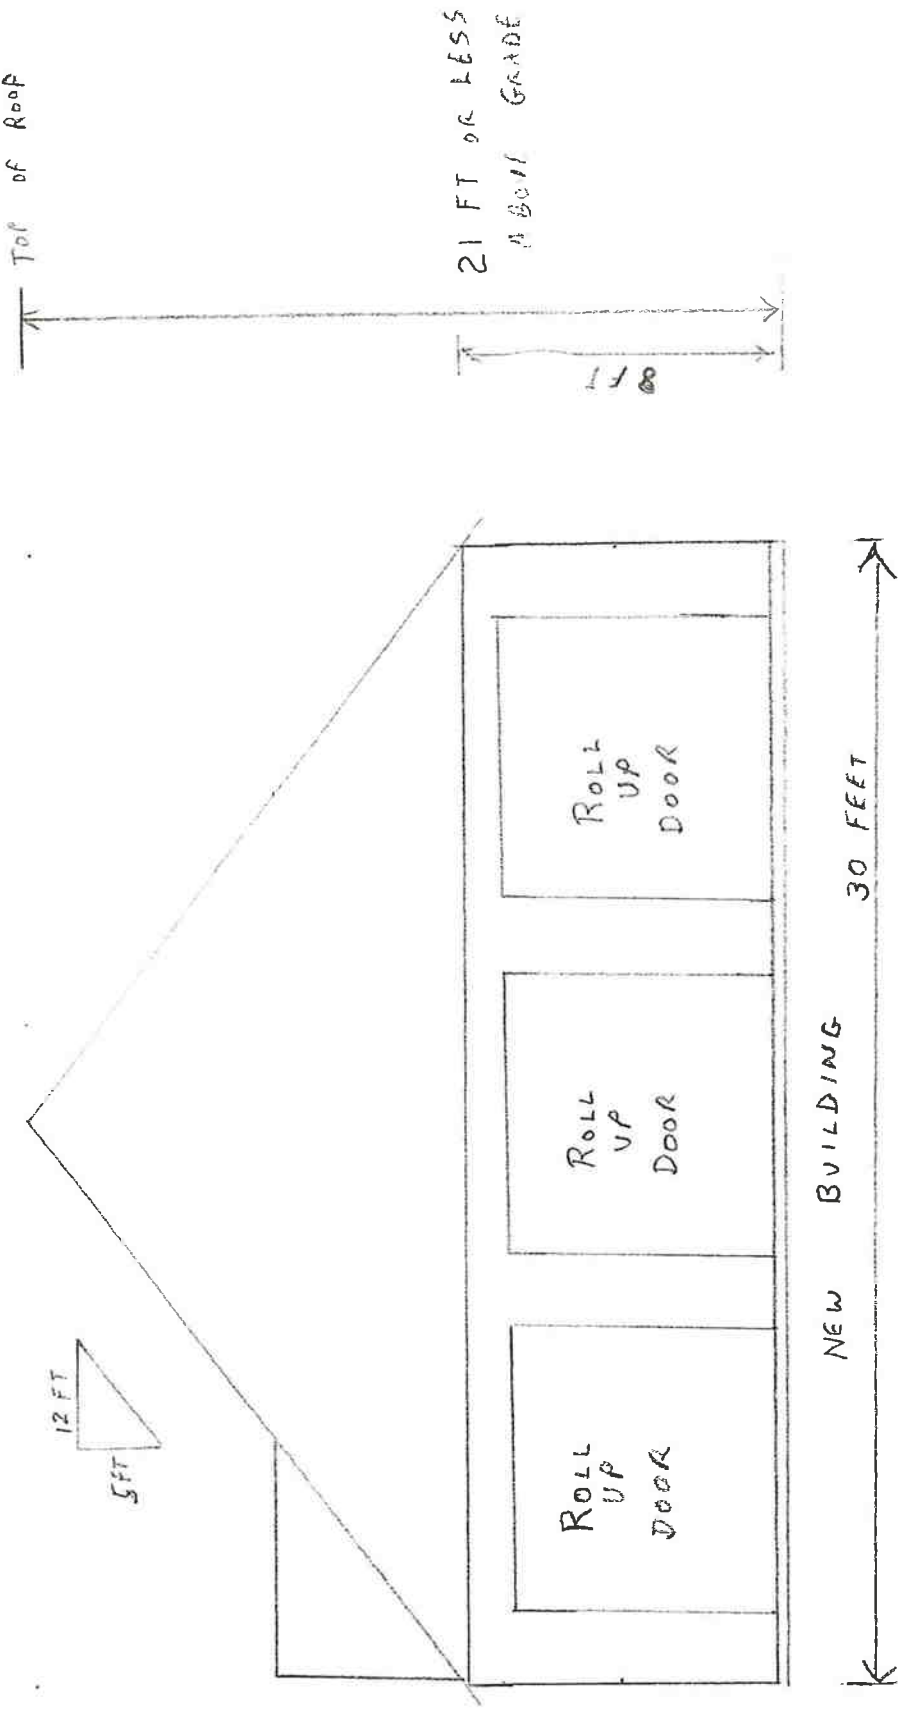 TOP OF ROOF
21 FT OR LESS
ABOVE GRADE
8 FT
12 FT
5 FT
ROLL
UP
DOOR
ROLL
UP
DOOR
ROLL
UP
DOOR
NEW BUILDING
30 FEET